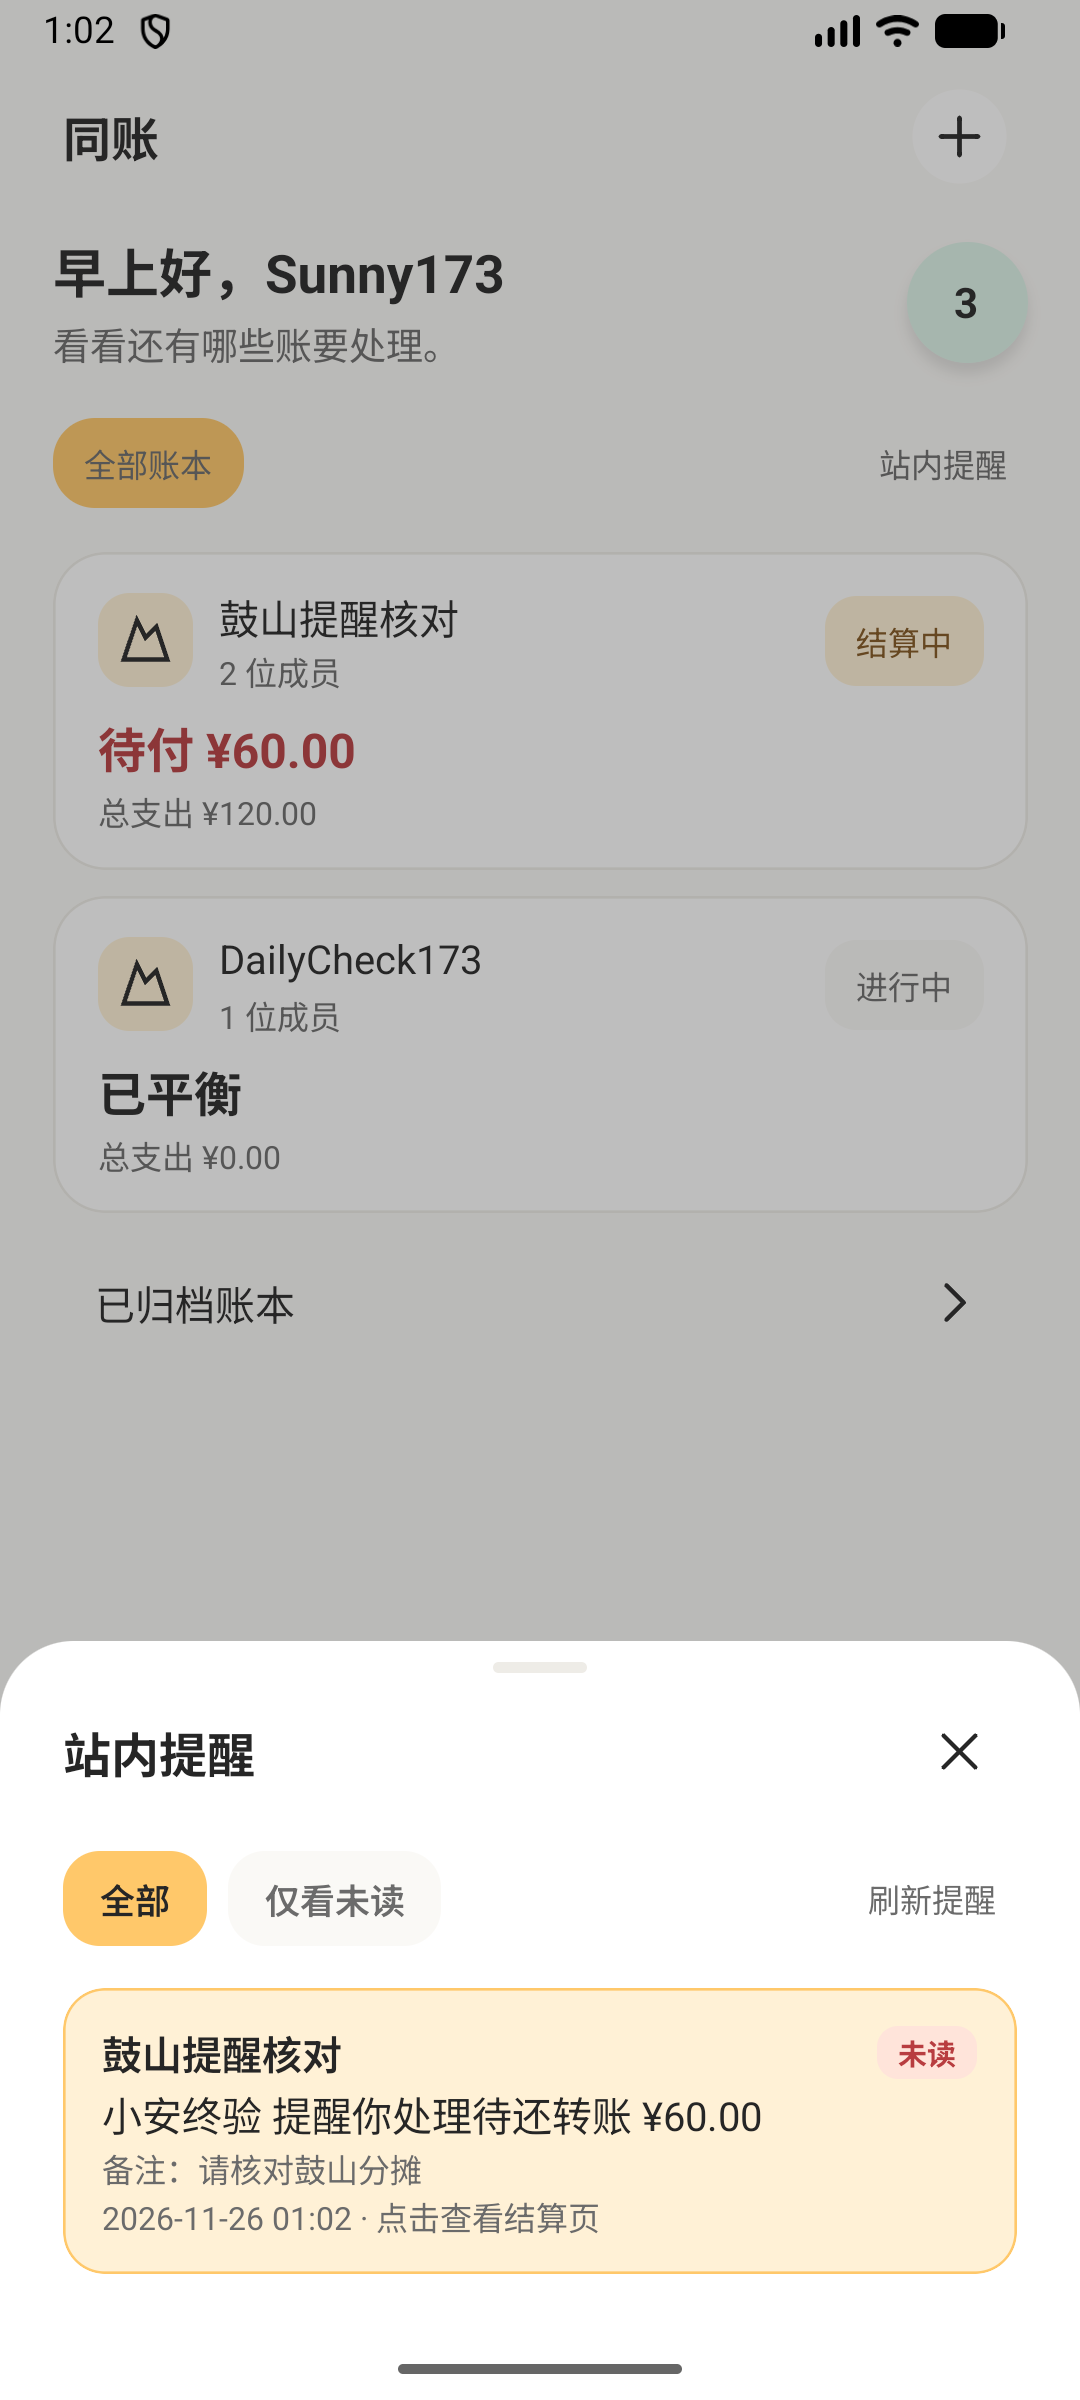 1:02
同账
早上好，Sunny173
看看还有哪些账要处理。
3
全部账本
站内提醒
鼓山提醒核对
2 位成员
结算中
待付 ¥60.00
总支出 ¥120.00
DailyCheck173
1 位成员
进行中
已平衡
总支出 ¥0.00
已归档账本
站内提醒
全部
仅看未读
刷新提醒
鼓山提醒核对
未读
小安终验 提醒你处理待还转账 ¥60.00
备注：请核对鼓山分摊
2026-11-26 01:02 · 点击查看结算页